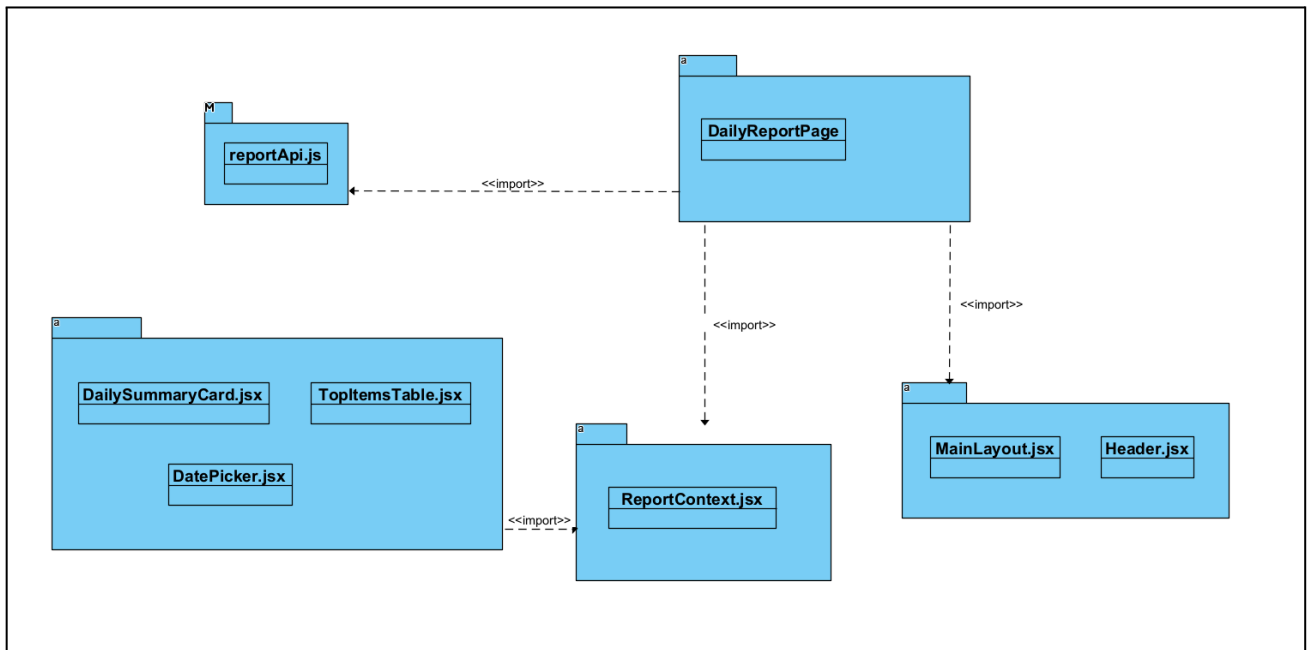 a
DailyReportPage
M
reportApi.js
<<import>>
<<import>>
<<import>>
a
DailySummaryCard.jsx
TopItemsTable.jsx
DatePicker.jsx
<<import>>
a
ReportContext.jsx
a
MainLayout.jsx
Header.jsx